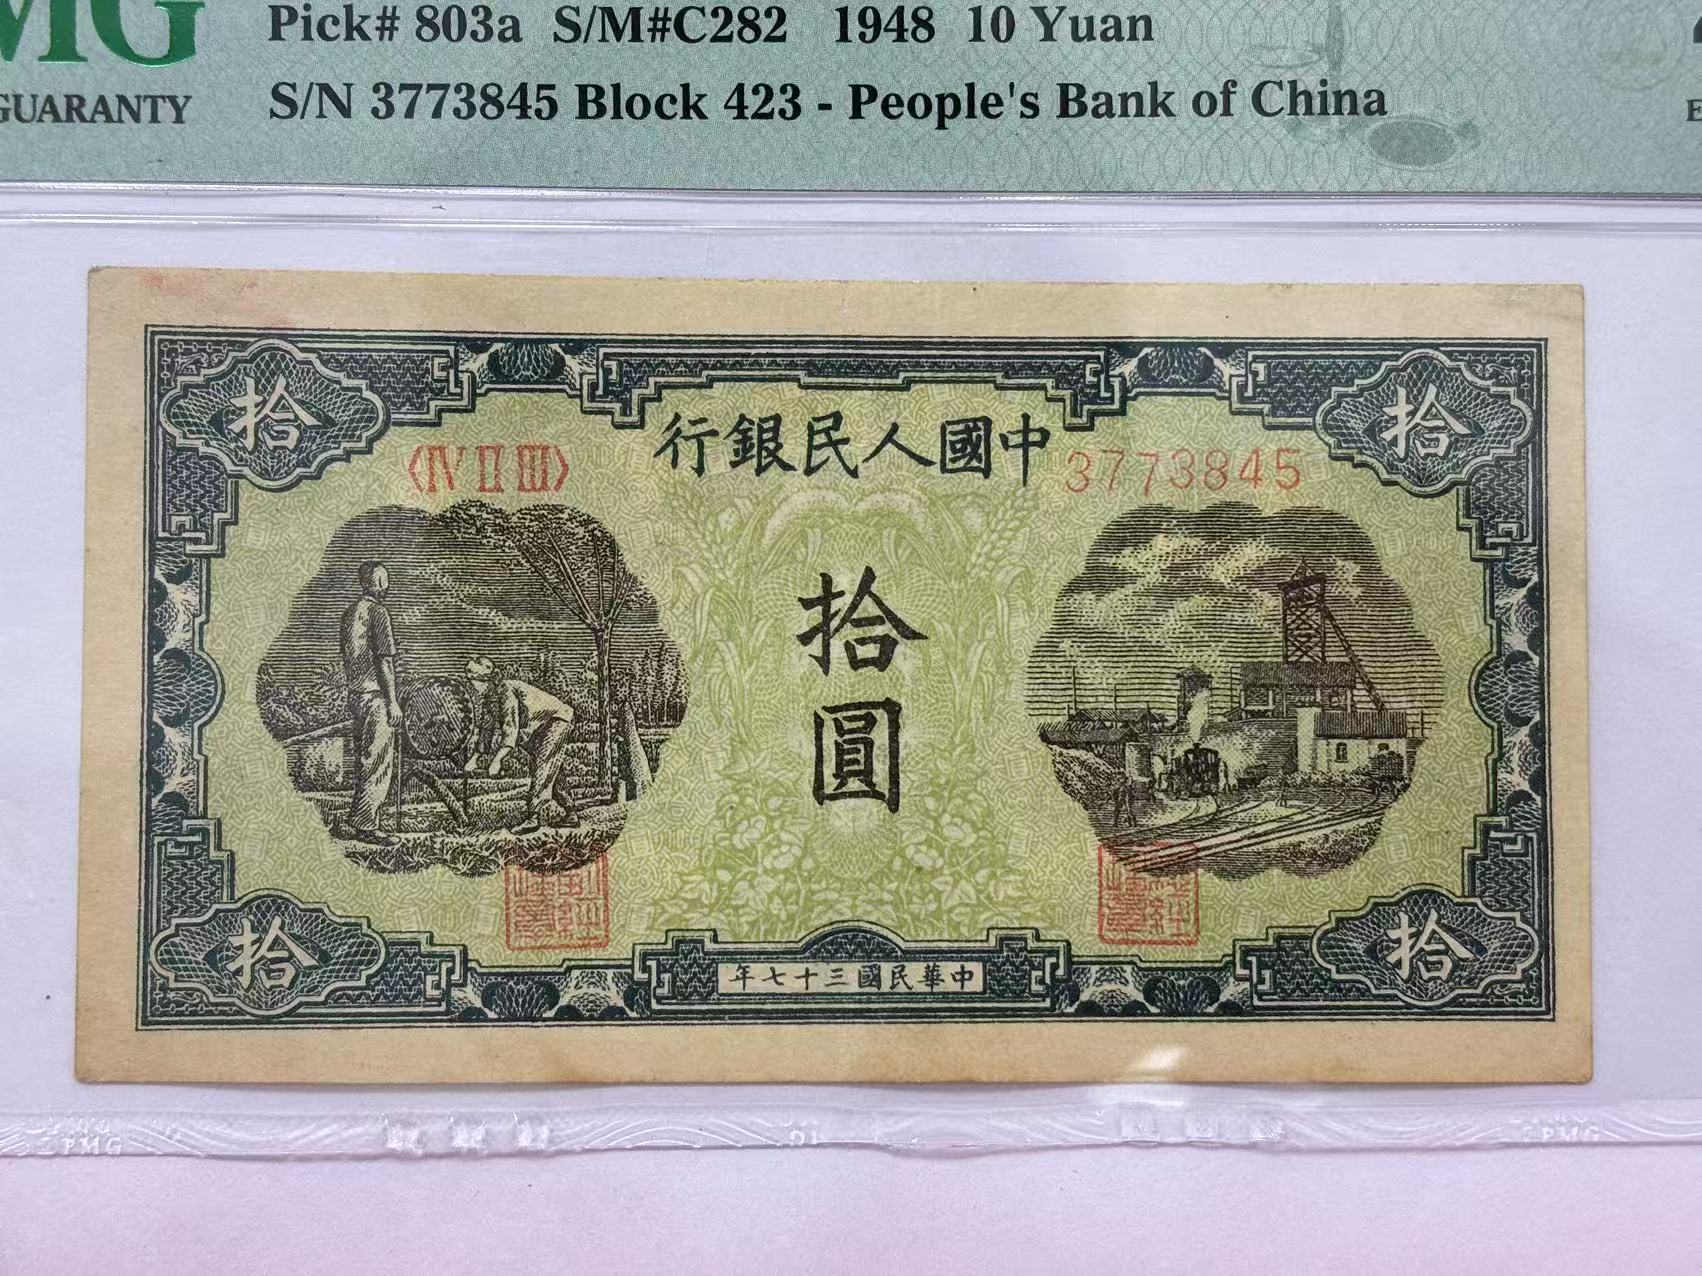 MG
Pick# 803a S/M#C282 1948 10 Yuan
GUARANTY
S/N 3773845 Block 423 - People's Bank of China
拾
拾
行銀民人國中
〈IV II III〉
3773845
拾
圓
拾
年七十三國民華中
拾
PMG
PMG